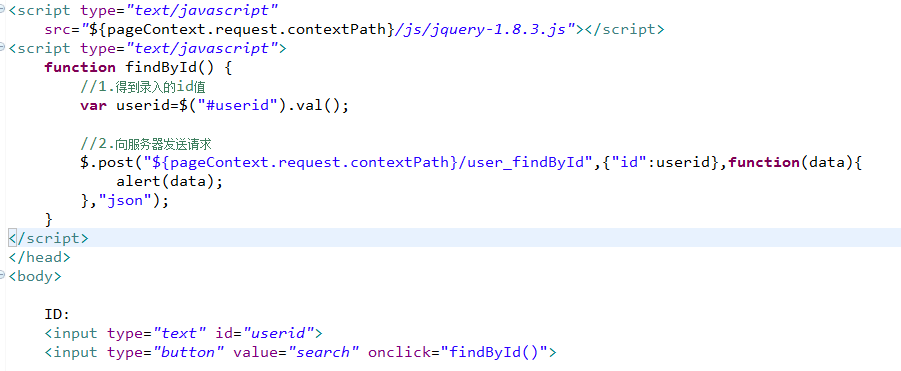 <script type="text/javascript"
src="${pageContext.request.contextPath}/js/jquery-1.8.3.js"></script>
<script type="text/javascript">
function findById() {
//1.得到录入的id值
var userid=$("#userid").val();
//2.向服务器发送请求
$.post("${pageContext.request.contextPath}/user_findById",{"id":userid},function(data){
alert(data);
},"json");
}
</script>
</head>
<body>
ID:
<input type="text" id="userid">
<input type="button" value="search" onclick="findById()">